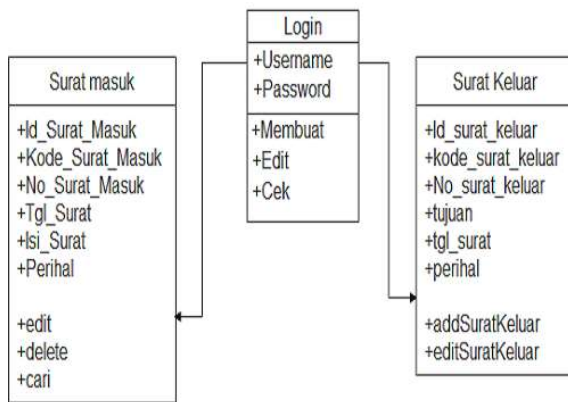 Login
+Username
+Password
+Membuat
+Edit
+Cek
Surat masuk
+Id_Surat_Masuk
+Kode_Surat_Masuk
+No_Surat_Masuk
+Tgl_Surat
+Isi_Surat
+Perihal
+edit
+delete
+cari
Surat Keluar
+Id_surat_keluar
+kode_surat_keluar
+No_surat_keluar
+tujuan
+tgl_surat
+perihal
+addSuratKeluar
+editSuratKeluar